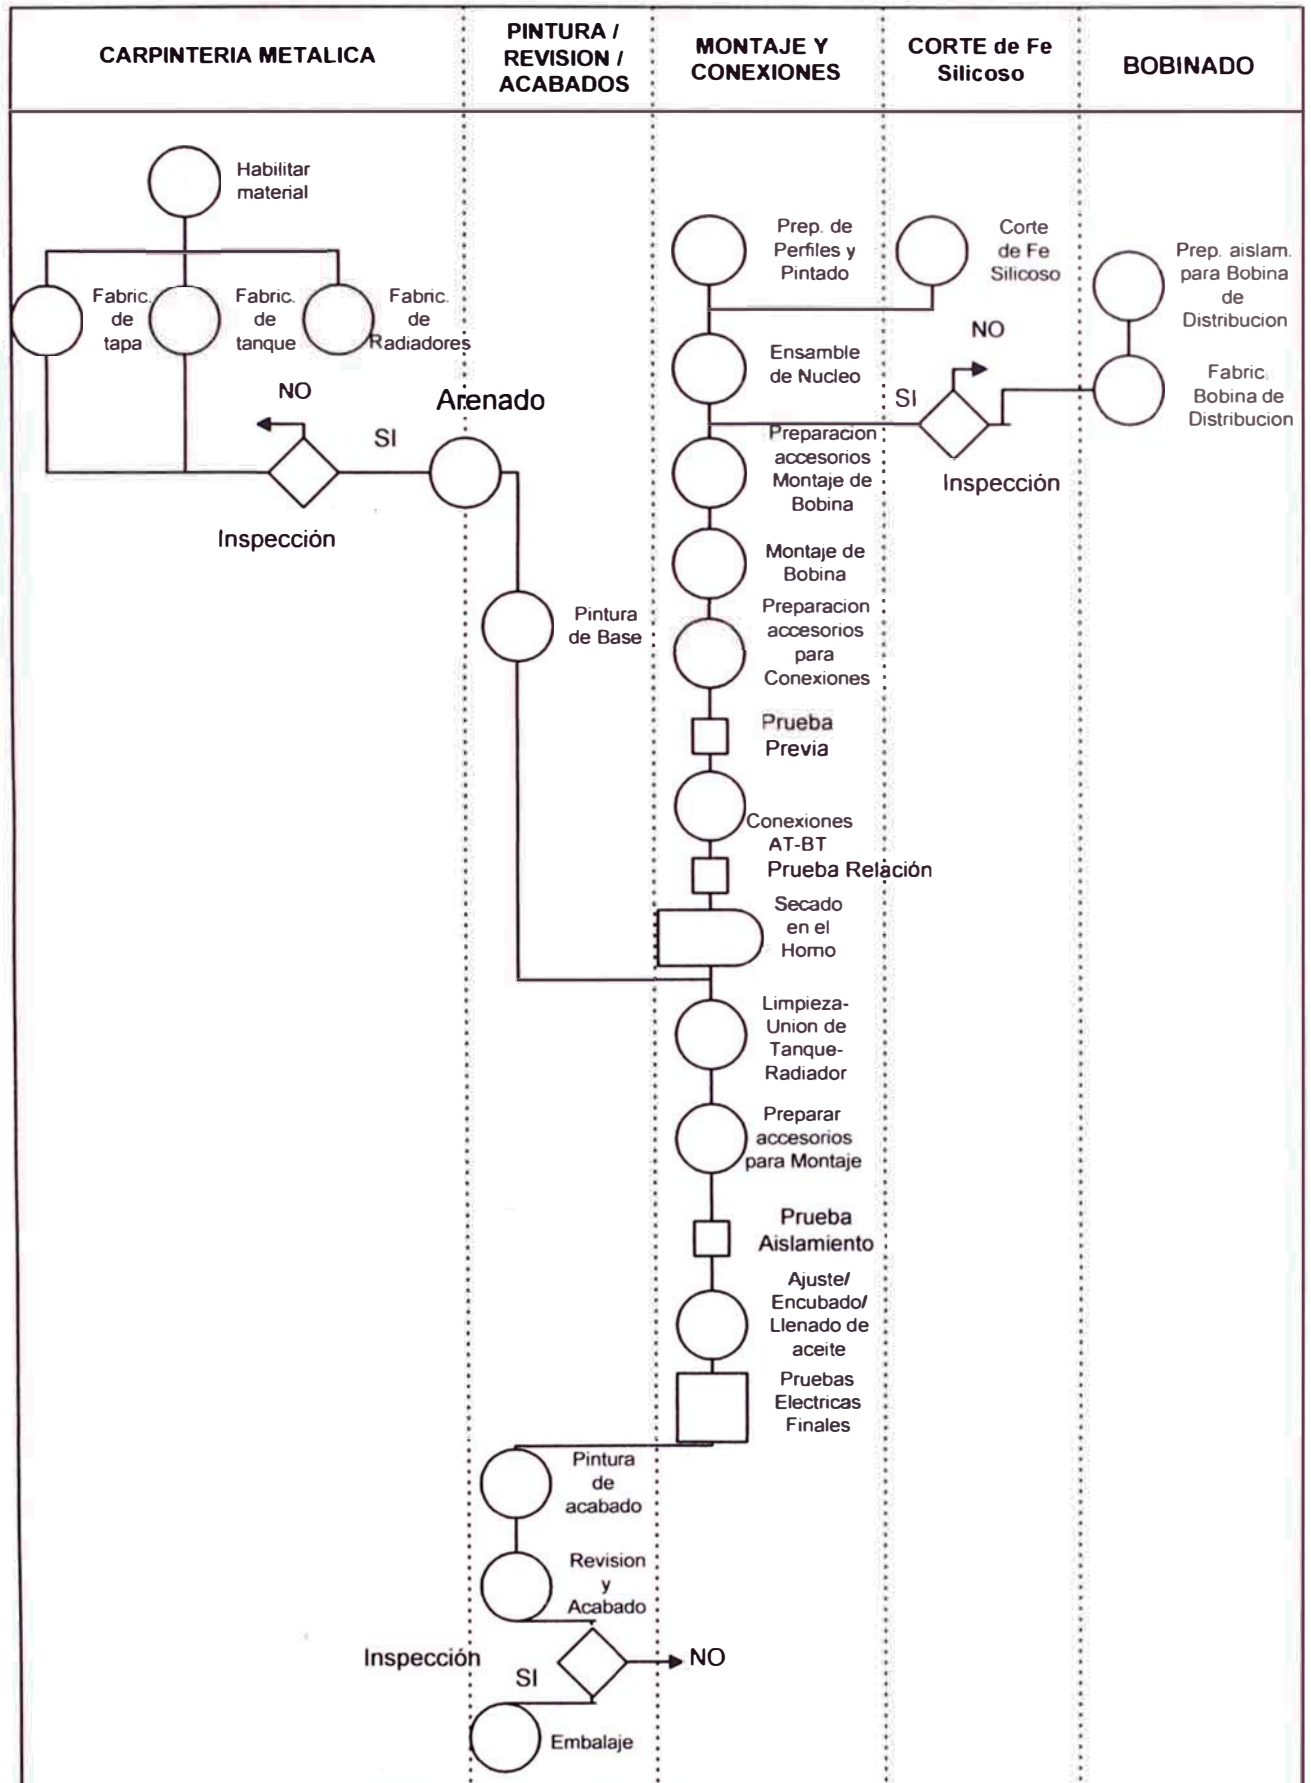 CARPINTERIA METALICA
PINTURA /
REVISION /
ACABADOS
MONTAJE Y
CONEXIONES
CORTE de Fe
Silicoso
BOBINADO
Habilitar
material
Fabric.
de
tapa
Fabric.
de
tanque
Fabric.
de
Radiadores
NO
SI
Inspección
Arenado
Pintura
de Base
Prep. de
Perfiles y
Pintado
Corte
de Fe
Silicoso
Prep. aislam.
para Bobina
de
Distribucion
Ensamble
de Nucleo
NO
SI
Inspección
Fabric.
Bobina de
Distribucion
Preparacion
accesorios
Montaje de
Bobina
Montaje de
Bobina
Preparacion
accesorios
para
Conexiones
Prueba
Previa
Conexiones
AT-BT
Prueba Relación
Secado
en el
Horno
Limpieza-
Union de
Tanque-
Radiador
Preparar
accesorios
para Montaje
Prueba
Aislamiento
Ajuste/
Encubado/
Llenado de
aceite
Pruebas
Electricas
Finales
Pintura
de
acabado
Revision
y
Acabado
Inspección
SI
NO
Embalaje